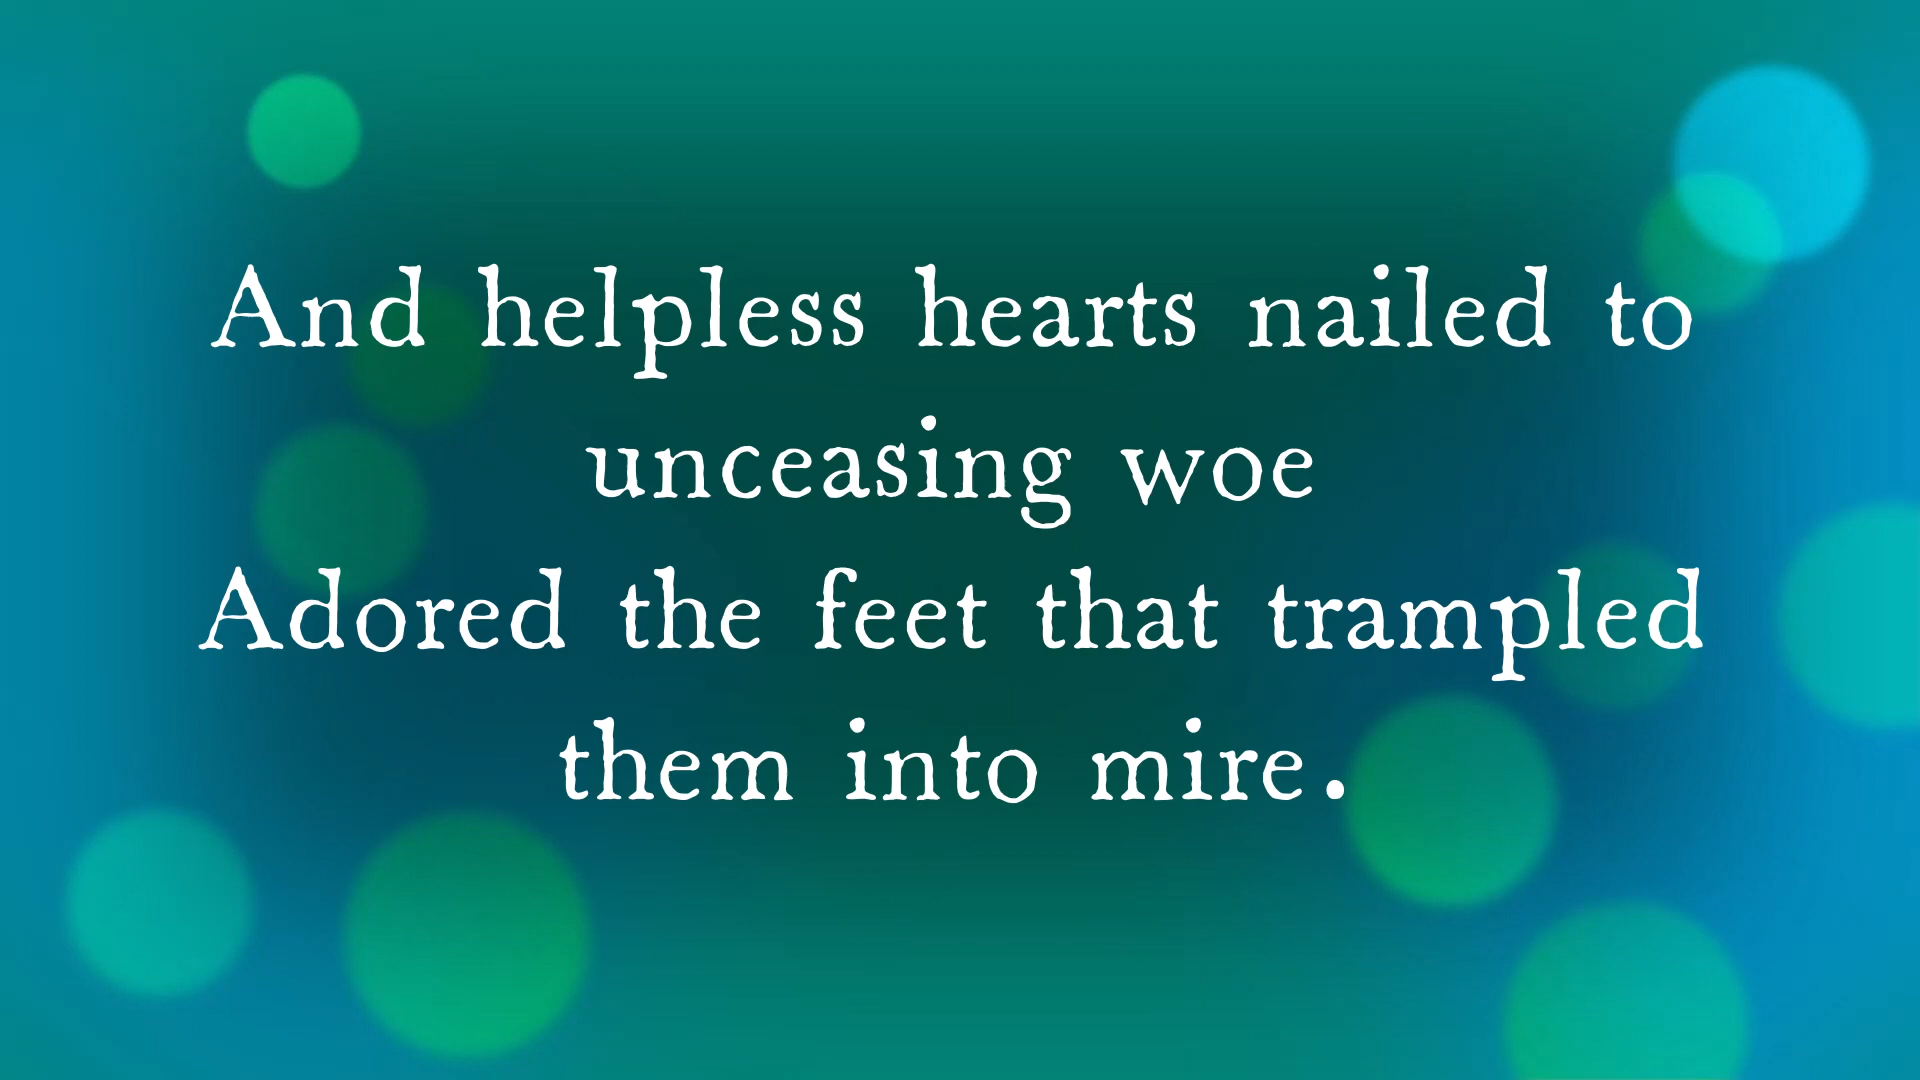 And helpless hearts nailed to
unceasing woe
Adored the feet that trampled
them into mire.